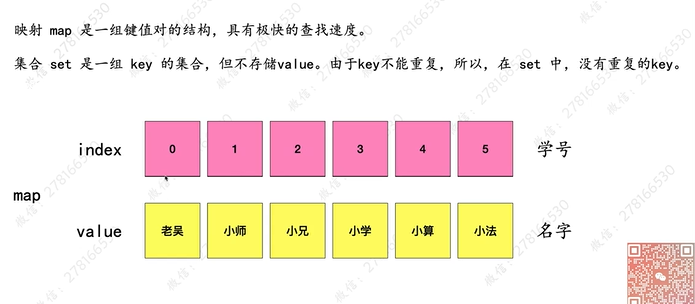 映射 map 是一组键值对的结构，具有极快的查找速度。
集合 set 是一组 key 的集合，但不存储value。由于key不能重复，所以，在 set 中，没有重复的key。
index 0 1 2 3 4 5 学号
map
value 老吴 小师 小兄 小学 小算 小法 名字
微信：278166530